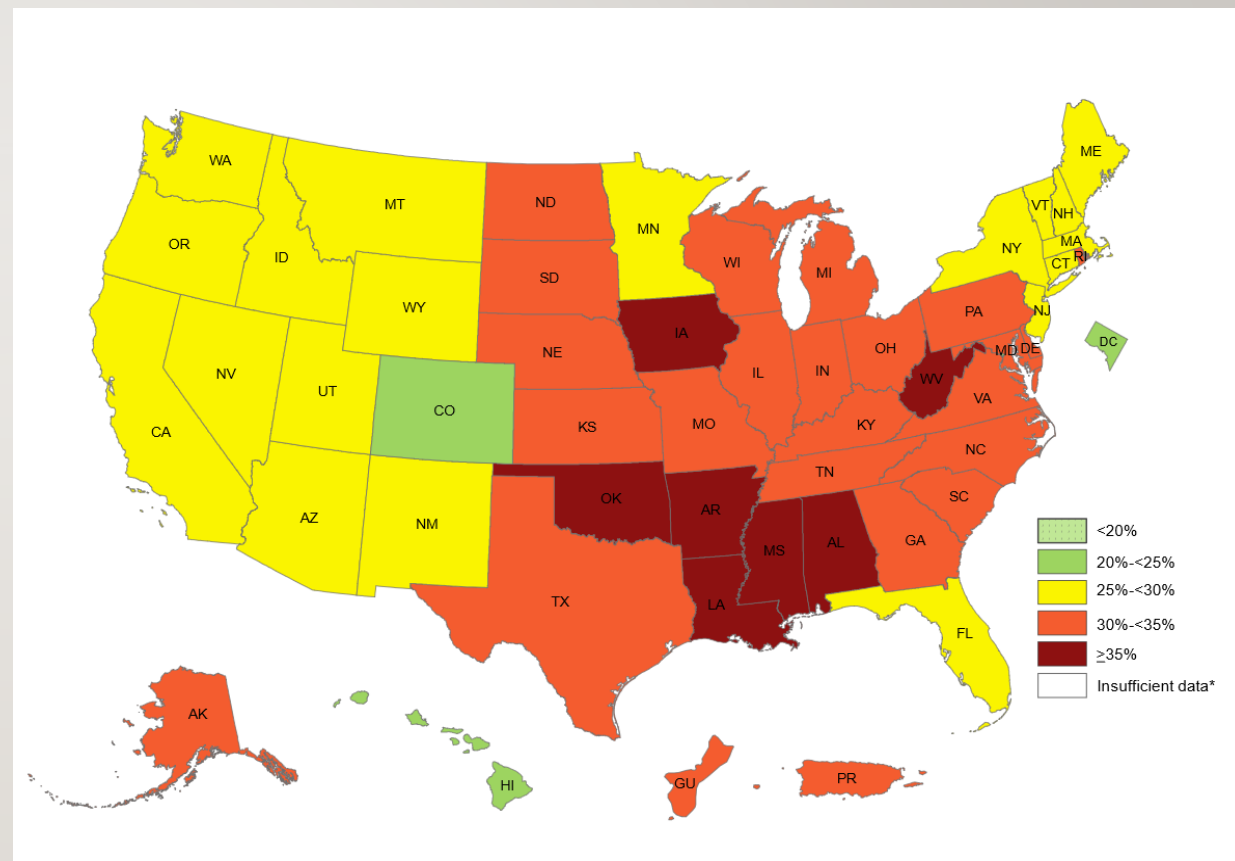 WA
MT
ND
MN
ME
VT
NH
OR
ID
WY
SD
WI
MI
NY
MA
CT
RI
NV
UT
CO
NE
IA
IL
IN
OH
PA
NJ
MD
DE
DC
CA
AZ
NM
KS
MO
KY
WV
VA
OK
AR
TN
NC
SC
TX
LA
MS
AL
GA
FL
AK
HI
GU
PR
<20%
20%-<25%
25%-<30%
30%-<35%
≥35%
Insufficient data*